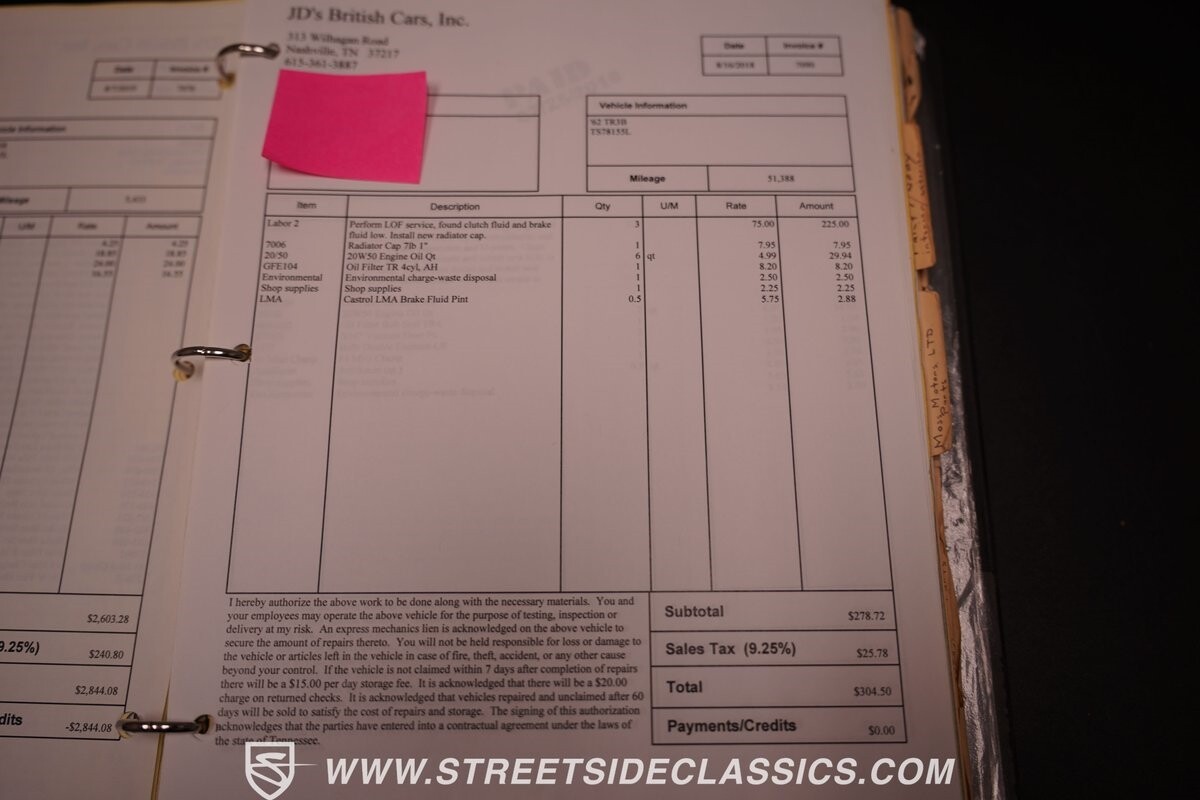 JD's British Cars, Inc.
313 Wilhagan Road
Nashville, TN 37217
615-361-3887
Date Invoice #
8/16/2018
Vehicle Information
'62 TR3B
TS78155L
Mileage 51,388
Item Description Qty U/M Rate Amount
Labor 2 Perform LOF service, found clutch fluid and brake 3 75.00 225.00
fluid low. Install new radiator cap.
7006 Radiator Cap 7lb 1" 1 7.95 7.95
20/50 20W50 Engine Oil Qt 6 qt 4.99 29.94
GFE104 Oil Filter TR 4cyl, AH 1 8.20 8.20
Environmental Environmental charge-waste disposal 1 2.50 2.50
Shop supplies Shop supplies 1 2.25 2.25
LMA Castrol LMA Brake Fluid Pint 0.5 5.75 2.88
I hereby authorize the above work to be done along with the necessary materials. You and
your employees may operate the above vehicle for the purpose of testing, inspection or
delivery at my risk. An express mechanics lien is acknowledged on the above vehicle to
secure the amount of repairs thereto. You will not be held responsible for loss or damage to
the vehicle or articles left in the vehicle in case of fire, theft, accident, or any other cause
beyond your control. If the vehicle is not claimed within 7 days after completion of repairs
there will be a $15.00 per day storage fee. It is acknowledged that there will be a $20.00
charge on returned checks. It is acknowledged that vehicles repaired and unclaimed after 60
days will be sold to satisfy the cost of repairs and storage. The signing of this authorization
acknowledges that the parties have entered into a contractual agreement under the laws of
the state of Tennessee.
Subtotal $278.72
Sales Tax (9.25%) $25.78
Total $304.50
Payments/Credits $0.00
Date Invoice #
Information
Mileage
U/M Rate Amount
4.25 4.25
$2,603.28
9.25%) $240.80
$2,844.08
dits -$2,844.08
Moss Motors LTD
Parts
WWW.STREETSIDECLASSICS.COM